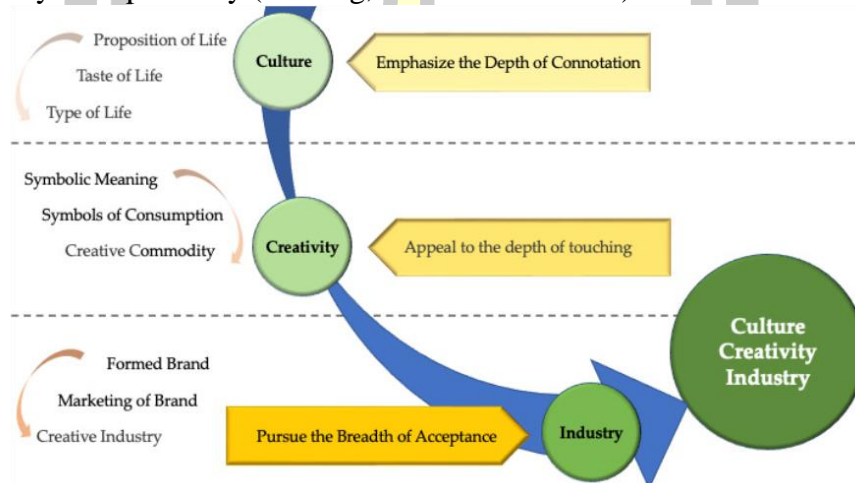 Proposition of Life
Taste of Life
Type of Life
Culture
Emphasize the Depth of Connotation
Symbolic Meaning
Symbols of Consumption
Creative Commodity
Creativity
Appeal to the depth of touching
Culture
Creativity
Industry
Formed Brand
Marketing of Brand
Creative Industry
Pursue the Breadth of Acceptance
Industry